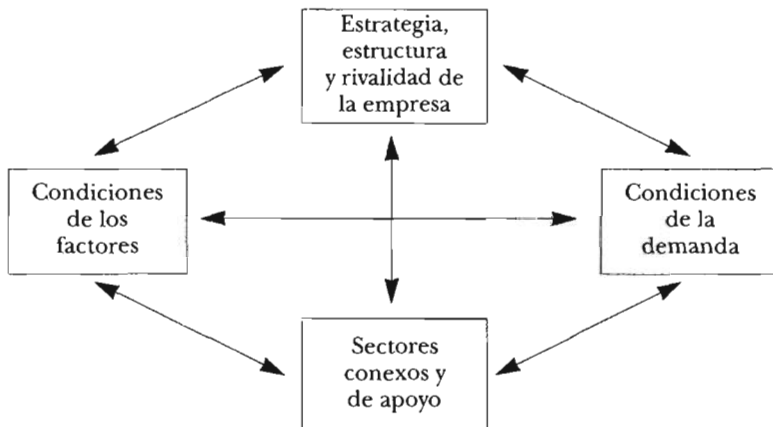 Estrategia,
estructura
y rivalidad de
la empresa
Condiciones
de los
factores
Condiciones
de la
demanda
Sectores
conexos y
de apoyo